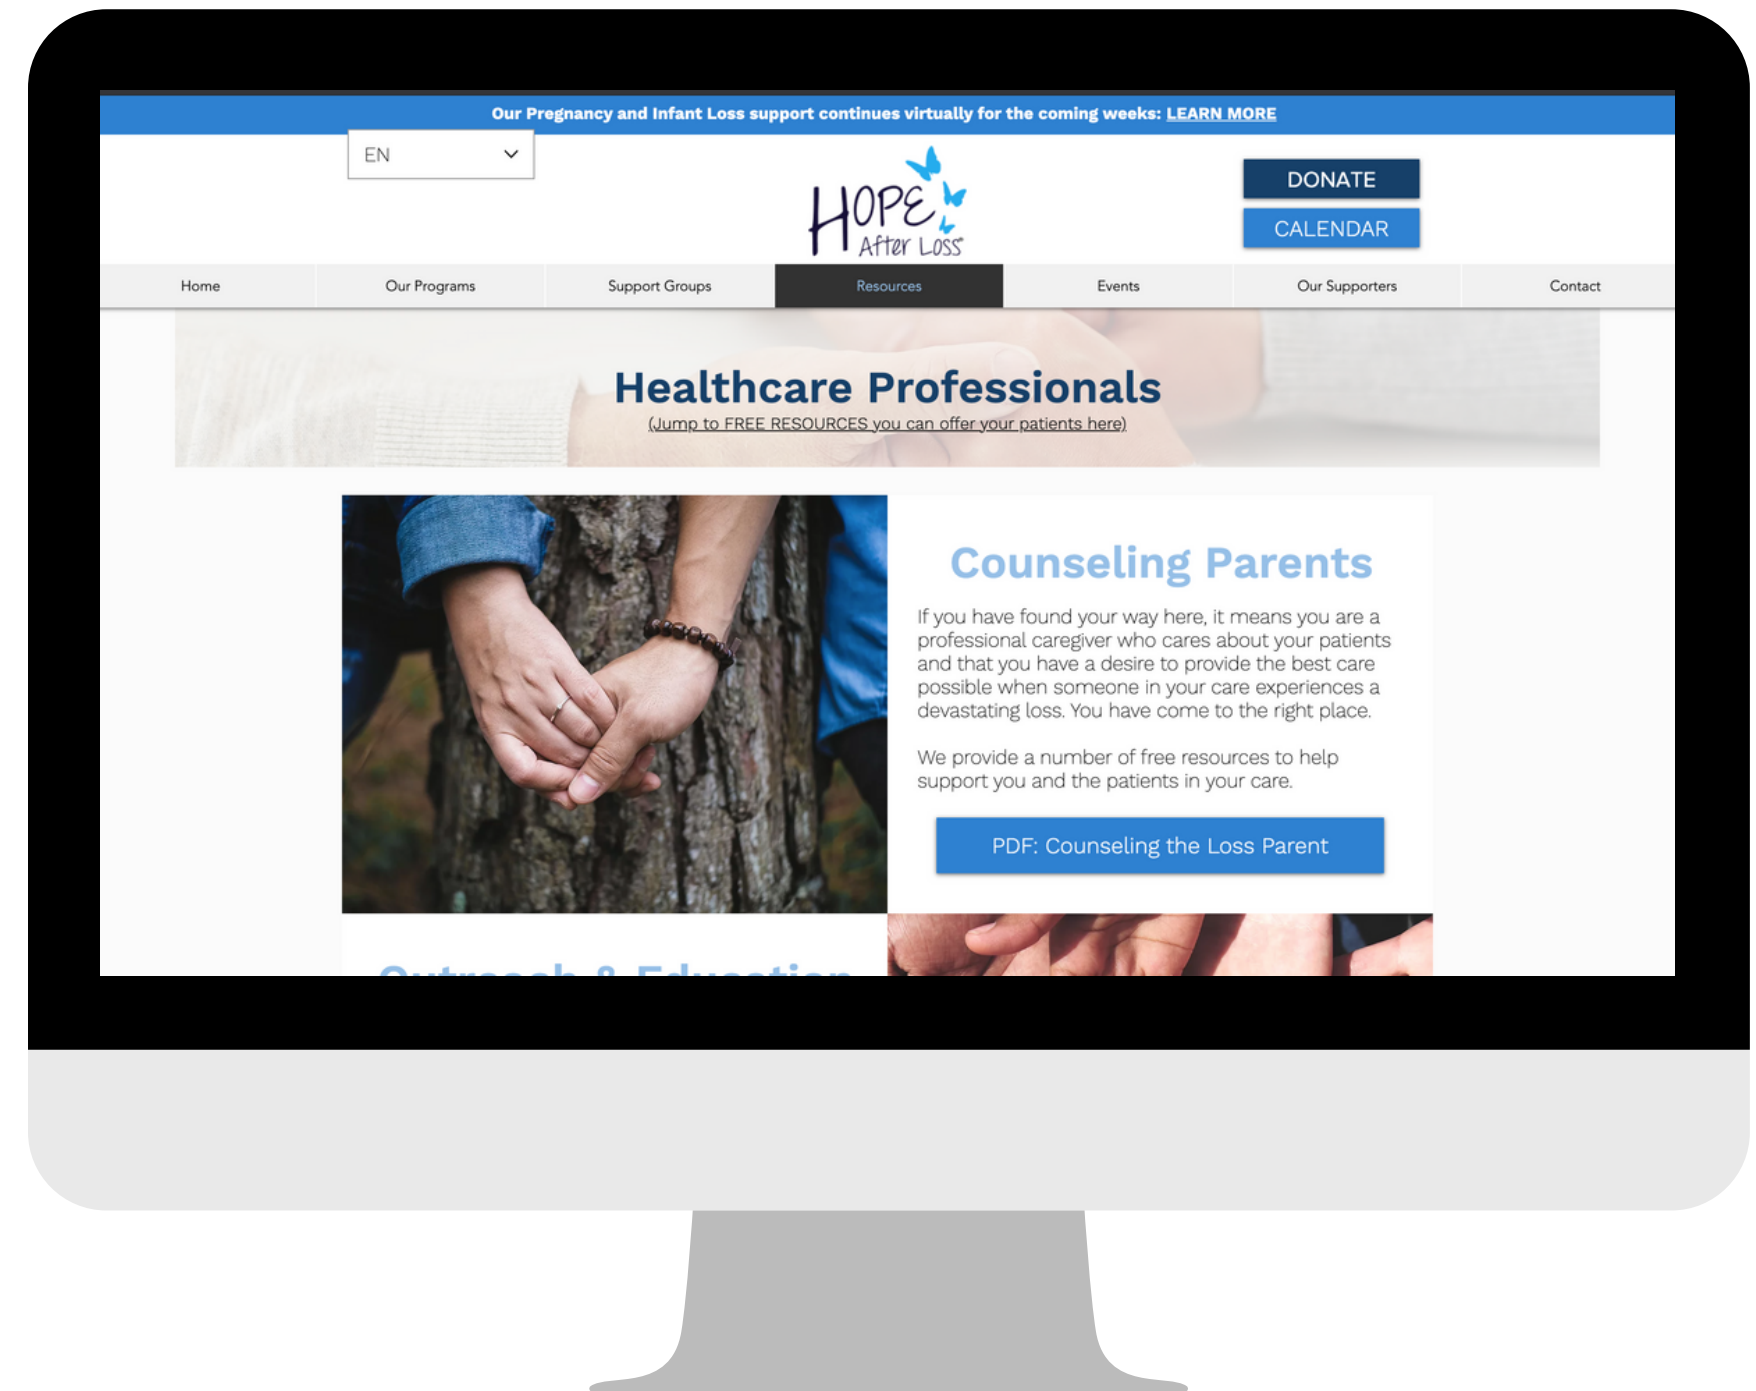 Our Pregnancy and Infant Loss support continues virtually for the coming weeks: LEARN MORE
EN
HOPE
After Loss
DONATE
CALENDAR
Home
Our Programs
Support Groups
Resources
Events
Our Supporters
Contact
Healthcare Professionals
(Jump to FREE RESOURCES you can offer your patients here)
Counseling Parents
If you have found your way here, it means you are a
professional caregiver who cares about your patients
and that you have a desire to provide the best care
possible when someone in your care experiences a
devastating loss. You have come to the right place.
We provide a number of free resources to help
support you and the patients in your care.
PDF: Counseling the Loss Parent
Outreach & Education